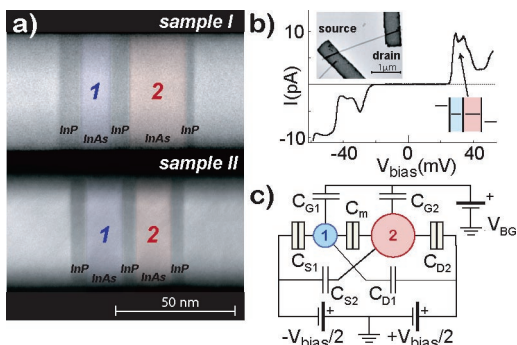 a)
sample I
1
2
InP
InAs
InP
InAs
InP
sample II
1
2
InP
InAs
InP
InAs
InP
50 nm
b)
source
drain
1µm
I(pA)
10
0
-10
-40
0
40
V_bias(mV)
c)
C_G1
C_m
C_G2
+
V_BG
1
2
C_S1
C_D2
C_S2
C_D1
+
+
-V_bias/2
+V_bias/2